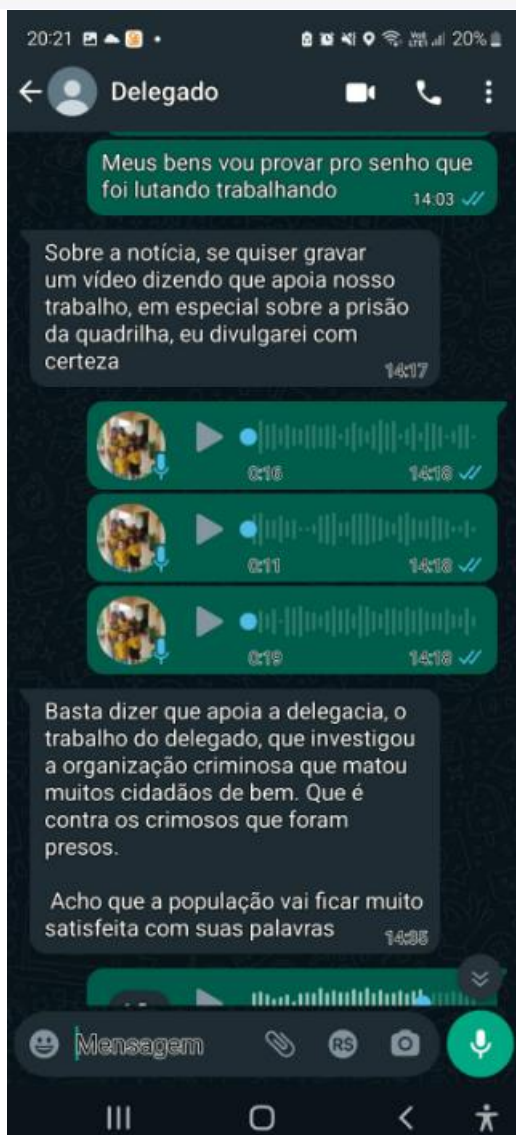 20:21
20%
Delegado
Meus bens vou provar pro senho que
foi lutando trabalhando
14:03
Sobre a notícia, se quiser gravar
um vídeo dizendo que apoia nosso
trabalho, em especial sobre a prisão
da quadrilha, eu divulgarei com
certeza
14:17
0:16
14:18
0:11
14:18
0:19
14:18
Basta dizer que apoia a delegacia, o
trabalho do delegado, que investigou
a organização criminosa que matou
muitos cidadãos de bem. Que é
contra os crimosos que foram
presos.
Acho que a população vai ficar muito
satisfeita com suas palavras
14:35
Mensagem
R$